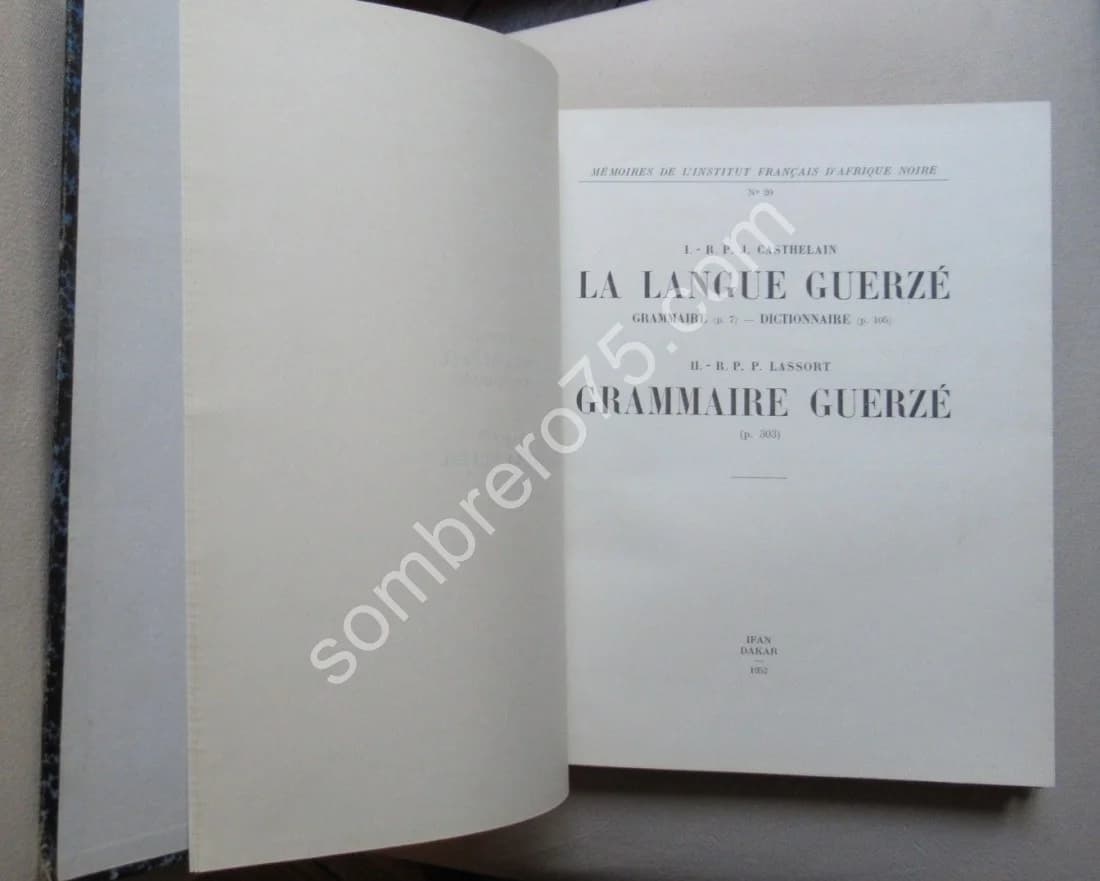 MÉMOIRES DE L'INSTITUT FRANÇAIS D'AFRIQUE NOIRE
No 20
I. - R. P. J. CASTHELAIN
LA LANGUE GUERZÉ
GRAMMAIRE (p. 7) — DICTIONNAIRE (p. 105)
II. - R. P. P. LASSORT
GRAMMAIRE GUERZÉ
(p. 303)
IFAN
DAKAR
1952
sombrero75.com